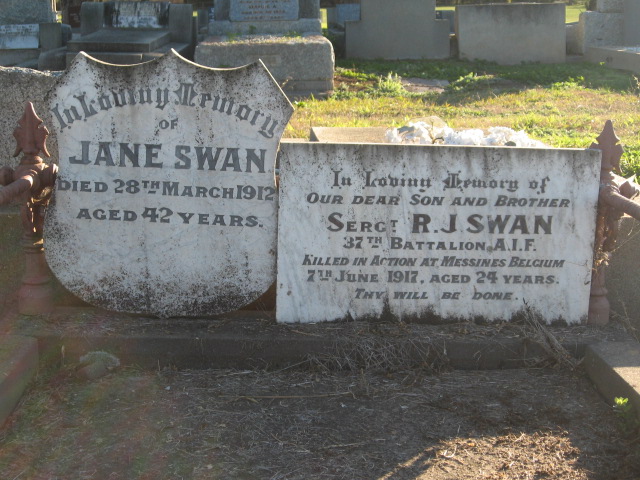 In Loving Memory
OF
JANE SWAN
DIED 28TH MARCH 1912
AGED 42 YEARS.
In Loving Memory of
OUR DEAR SON AND BROTHER
SERGT R.J. SWAN
37TH BATTALION A.I.F.
KILLED IN ACTION AT MESSINES BELGIUM
7TH JUNE 1917, AGED 24 YEARS.
THY WILL BE DONE.